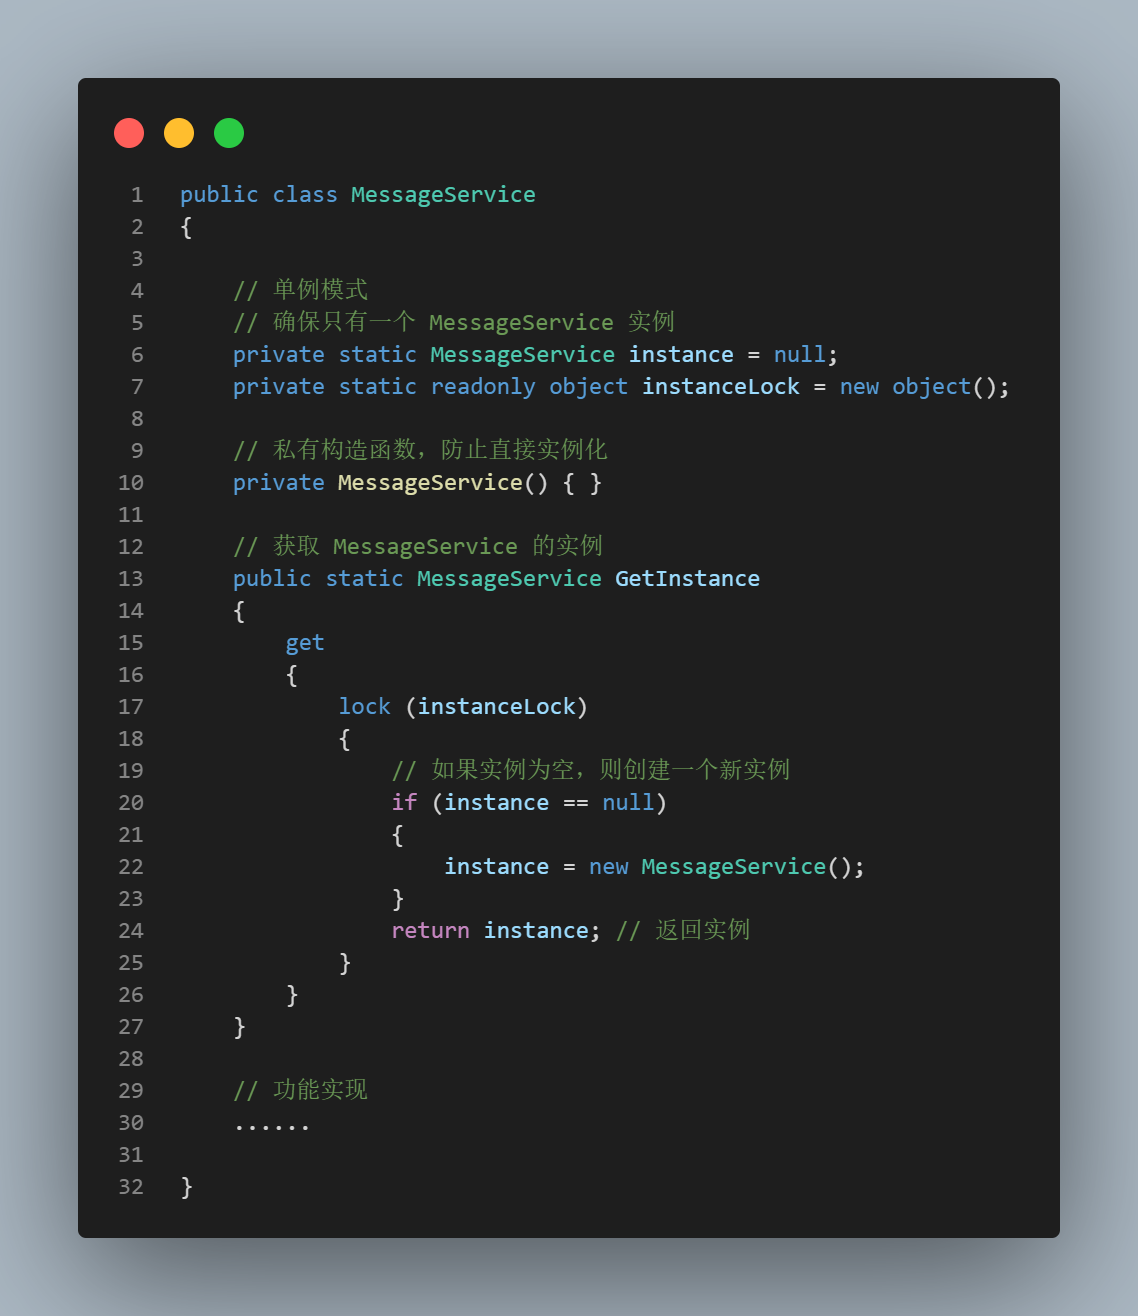 1 public class MessageService
2 {
3
4 // 单例模式
5 // 确保只有一个 MessageService 实例
6 private static MessageService instance = null;
7 private static readonly object instanceLock = new object();
8
9 // 私有构造函数，防止直接实例化
10 private MessageService() { }
11
12 // 获取 MessageService 的实例
13 public static MessageService GetInstance
14 {
15 get
16 {
17 lock (instanceLock)
18 {
19 // 如果实例为空，则创建一个新实例
20 if (instance == null)
21 {
22 instance = new MessageService();
23 }
24 return instance; // 返回实例
25 }
26 }
27 }
28
29 // 功能实现
30 ......
31
32 }